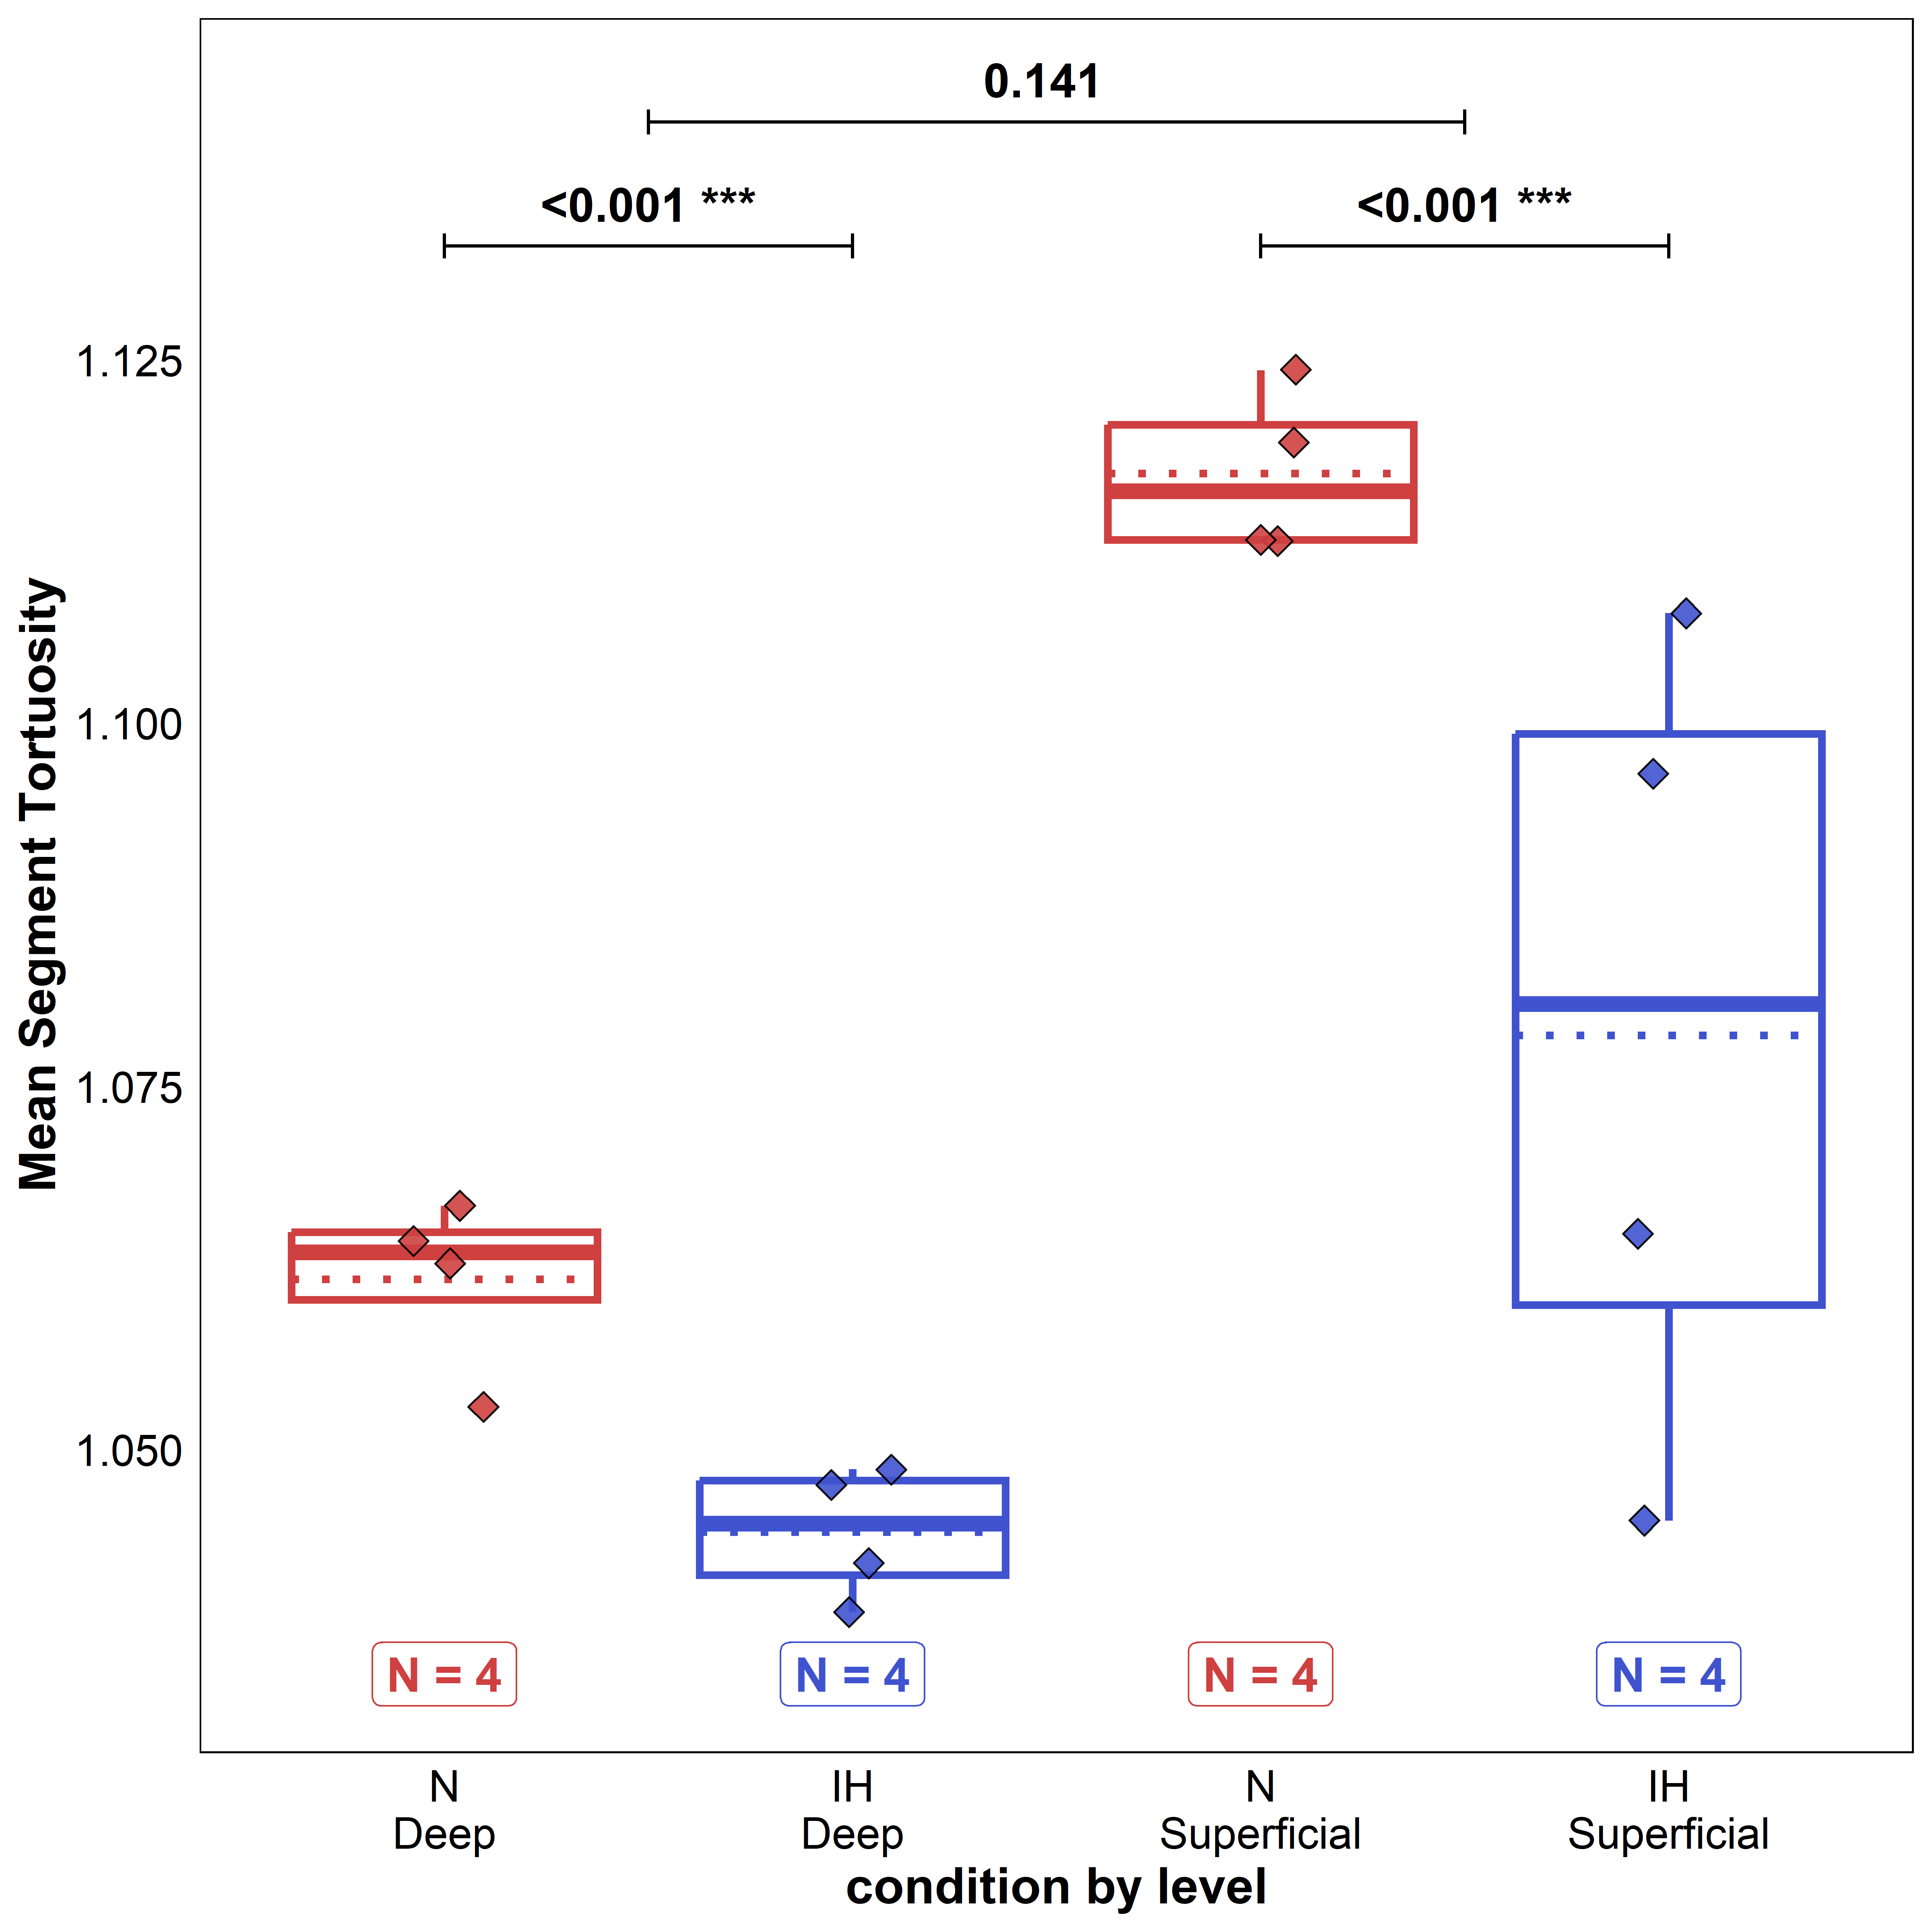 0.141
<0.001 ***
<0.001 ***
1.125
1.100
1.075
1.050
Mean Segment Tortuosity
N = 4
N = 4
N = 4
N = 4
N
Deep
IH
Deep
N
Superficial
IH
Superficial
condition by level